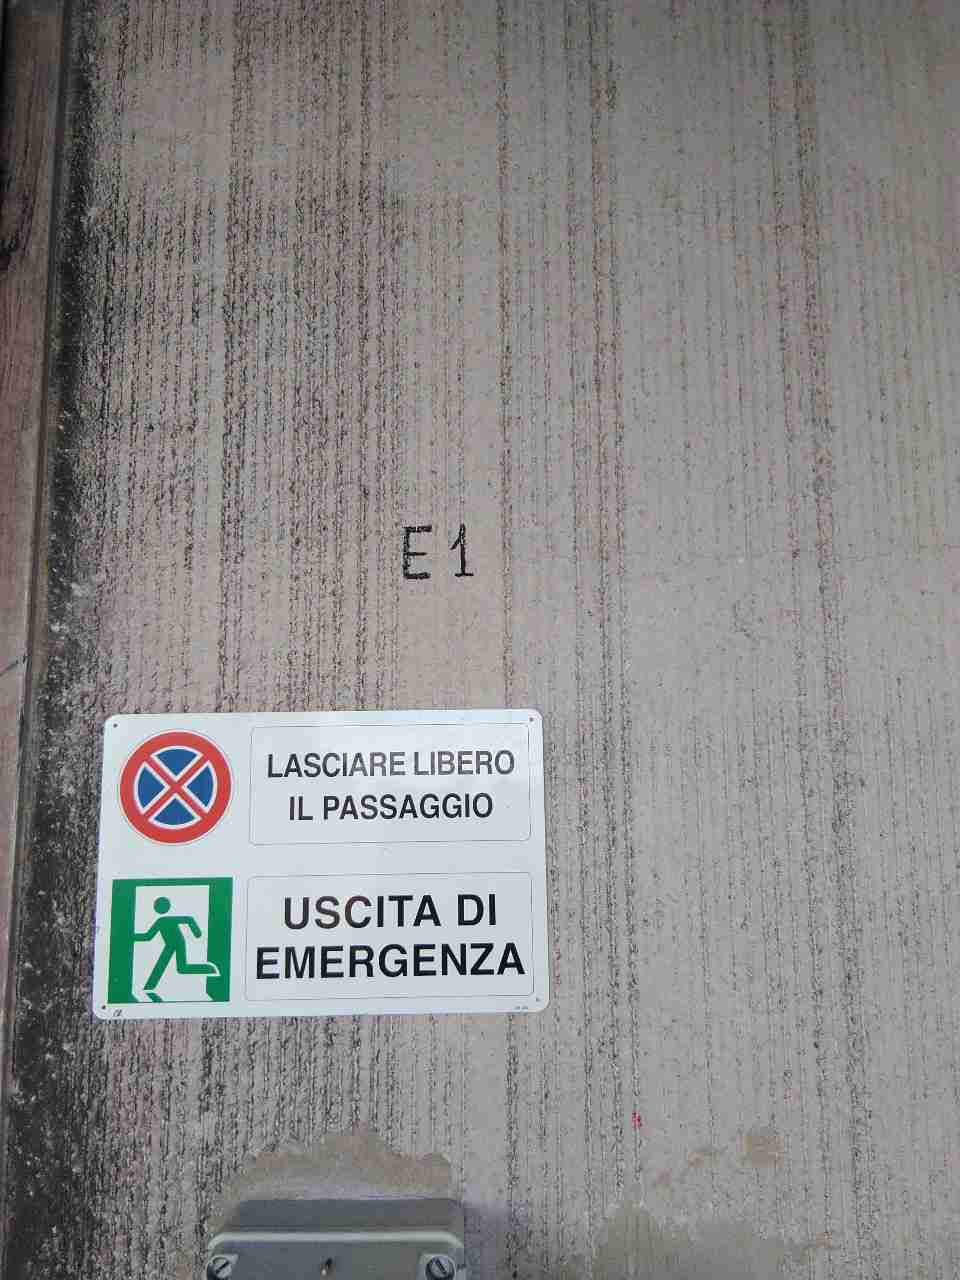 E1
LASCIARE LIBERO
IL PASSAGGIO
USCITA DI
EMERGENZA